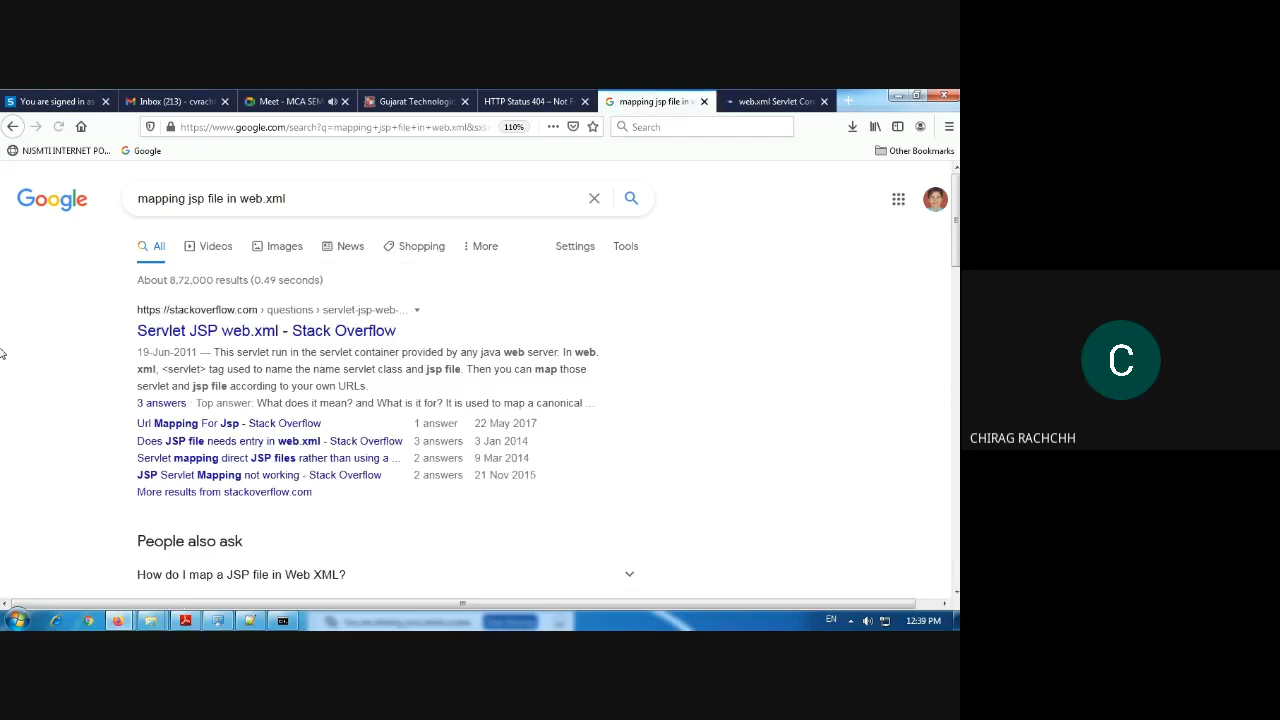 You are signed in as
Inbox (213) - cvrach
Meet - MCA SEM
Gujarat Technologic
HTTP Status 404 – Not F
mapping jsp file in w
web.xml Servlet Con
https://www.google.com/search?q=mapping+jsp+file+in+web.xml&sxs
110%
Search
NJSMTI INTERNET PO...
Google
Other Bookmarks
Google
mapping jsp file in web.xml
All
Videos
Images
News
Shopping
More
Settings
Tools
About 8,72,000 results (0.49 seconds)
https://stackoverflow.com › questions › servlet-jsp-web-...
Servlet JSP web.xml - Stack Overflow
19-Jun-2011 — This servlet run in the servlet container provided by any java web server. In web.
xml, <servlet> tag used to name the name servlet class and jsp file. Then you can map those
servlet and jsp file according to your own URLs.
3 answers · Top answer: What does it mean? and What is it for? It is used to map a canonical ...
Url Mapping For Jsp - Stack Overflow 1 answer 22 May 2017
Does JSP file needs entry in web.xml - Stack Overflow 3 answers 3 Jan 2014
Servlet mapping direct JSP files rather than using a ... 2 answers 9 Mar 2014
JSP Servlet Mapping not working - Stack Overflow 2 answers 21 Nov 2015
More results from stackoverflow.com
People also ask
How do I map a JSP file in Web XML?
EN
12:39 PM
C
CHIRAG RACHCHH